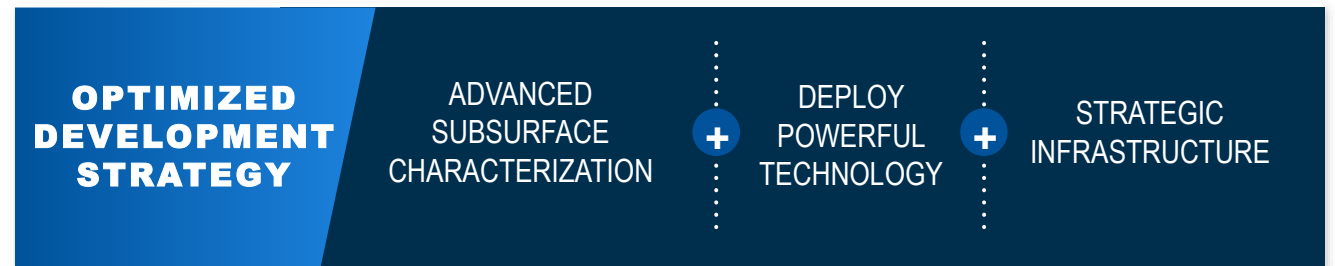 OPTIMIZED
DEVELOPMENT
STRATEGY
ADVANCED
SUBSURFACE
CHARACTERIZATION
+
DEPLOY
POWERFUL
TECHNOLOGY
+
STRATEGIC
INFRASTRUCTURE